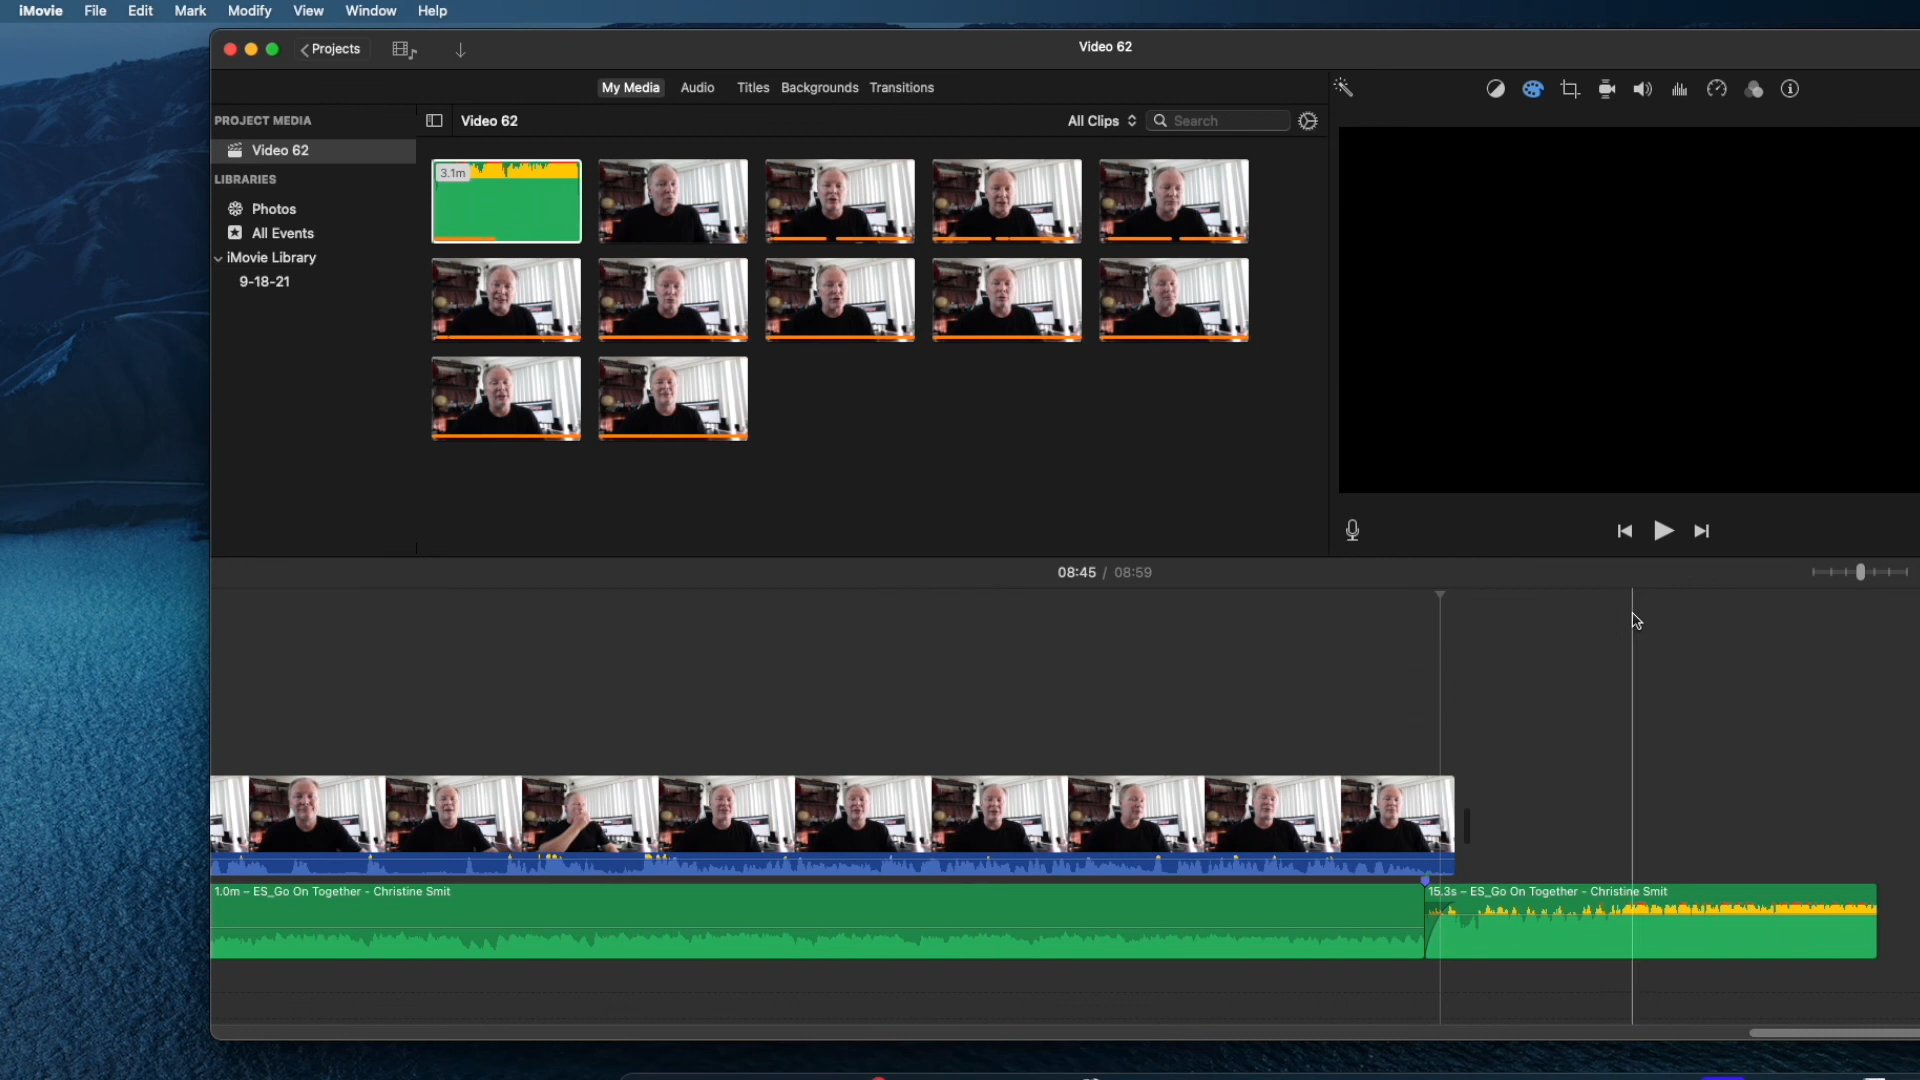 iMovie File Edit Mark Modify View Window Help
Projects
Video 62
My Media Audio Titles Backgrounds Transitions
PROJECT MEDIA
Video 62
All Clips
Search
Video 62
LIBRARIES
Photos
All Events
iMovie Library
9-18-21
3.1m
08:45 / 08:59
1.0m – ES_Go On Together - Christine Smit
15.3s – ES_Go On Together - Christine Smit